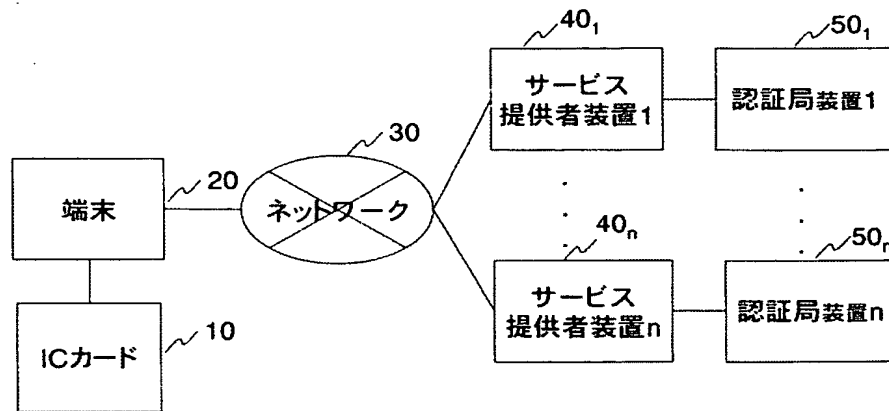 40₁
50₁
サービス
提供者装置1
認証局装置1
30
20
端末
ネットワーク
40ₙ
50ₙ
サービス
提供者装置n
認証局装置n
10
ICカード